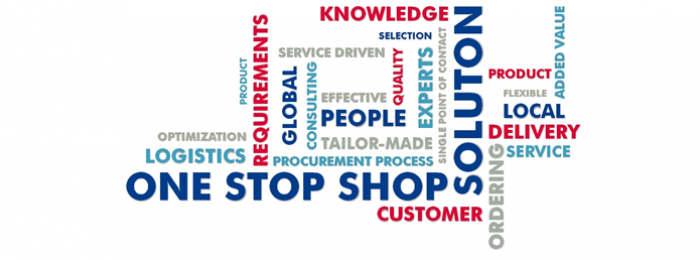 KNOWLEDGE
SELECTION
SERVICE DRIVEN
PRODUCT
REQUIREMENTS
GLOBAL
CONSULTING
QUALITY
EXPERTS
SINGLE POINT OF CONTACT
SOLUTON
PRODUCT
ADDED VALUE
FLEXIBLE
EFFECTIVE
PEOPLE
LOCAL
DELIVERY
OPTIMIZATION
TAILOR-MADE
LOGISTICS
PROCUREMENT PROCESS
SERVICE
ONE STOP SHOP
CUSTOMER
ORDERING